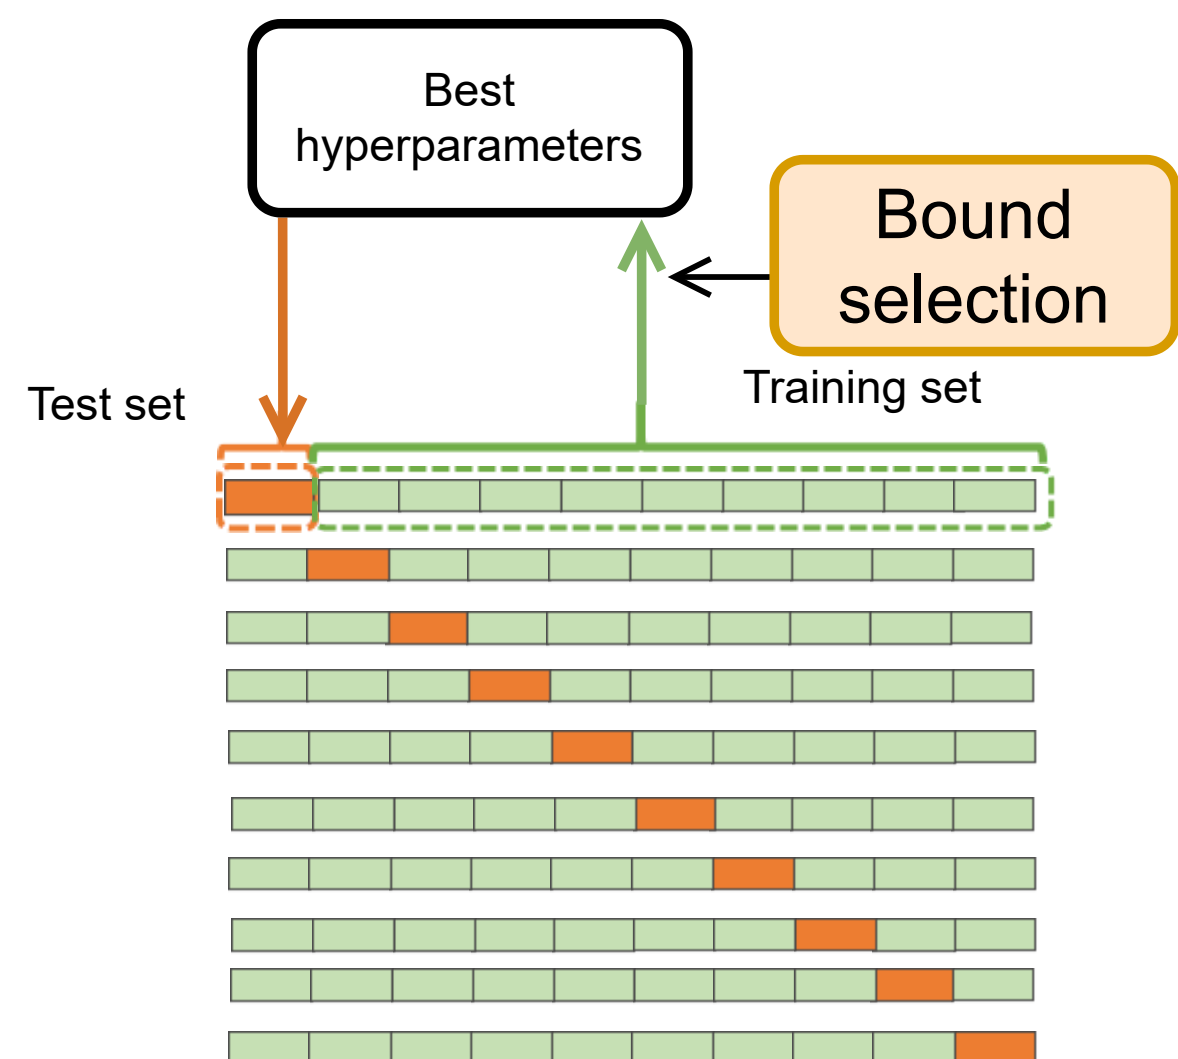 Best
hyperparameters
Bound
selection
Training set
Test set